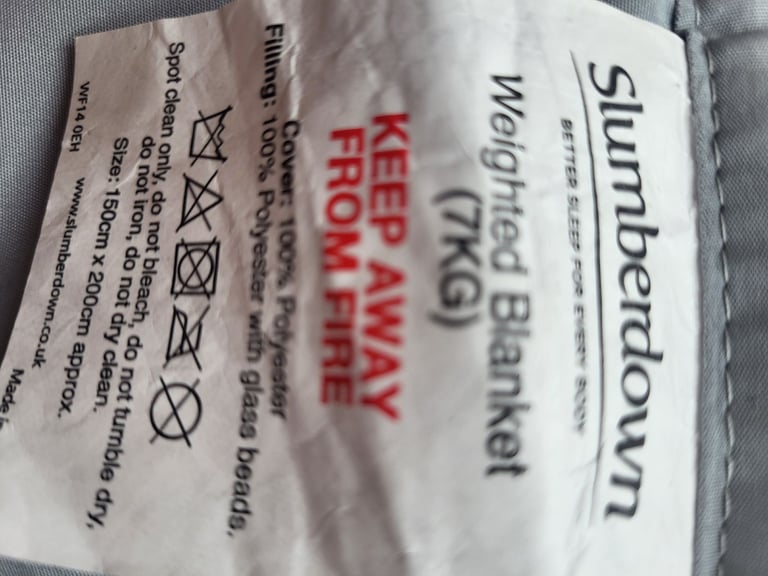 Slumberdown
BETTER SLEEP FOR EVERY BODY
Weighted Blanket
(7KG)
KEEP AWAY
FROM FIRE
Cover: 100% Polyester
Filling: 100% Polyester with glass beads.
Spot clean only, do not bleach, do not tumble dry,
do not iron, do not dry clean.
Size: 150cm x 200cm approx.
WF14 0EH www.slumberdown.co.uk
Made in